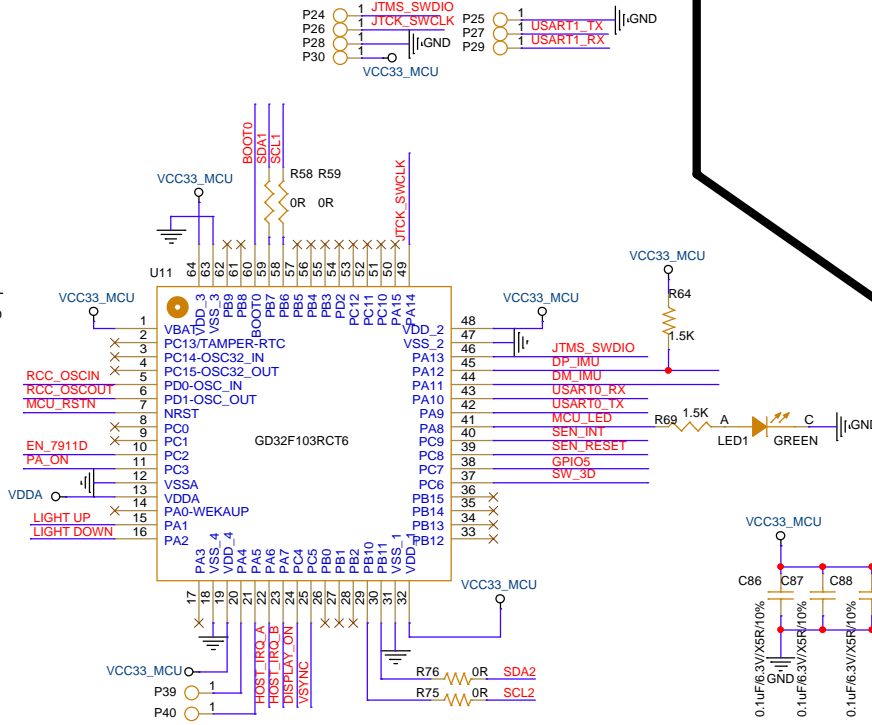 P24 1 JTMS_SWDIO
P26 1 JTCK_SWCLK
P28 1 GND
P30 1
VCC33_MCU
P25 1 GND
P27 1 USART1_TX
P29 1 USART1_RX
BOOT0
SDA1
SCL1
R58 R59
0R 0R
JTCK_SWCLK
VCC33_MCU
U11
64
63
62
61
60
59
58
57
56
55
54
53
52
51
50
49
VDD_3
VSS_3
PB9
PB8
BOOT0
PB7
PB6
PB5
PB4
PB3
PD2
PC12
PC11
PC10
PA15
PA14
VCC33_MCU
1 VBAT
2 PC13/TAMPER-RTC
3 PC14-OSC32_IN
4 PC15-OSC32_OUT
RCC_OSCIN 5 PD0-OSC_IN
RCC_OSCOUT 6 PD1-OSC_OUT
MCU_RSTN 7 NRST
8 PC0
9 PC1
EN_7911D 10 PC2
PA_ON 11 PC3
12 VSSA
VDDA 13 VDDA
14 PA0-WEKAUP
LIGHT UP 15 PA1
LIGHT DOWN 16 PA2
GD32F103RCT6
VCC33_MCU
VDD_2 48
VSS_2 47
PA13 46 JTMS_SWDIO
PA12 45 DP_IMU
PA11 44 DM_IMU
PA10 43 USART0_RX
PA9 42 USART0_TX
PA8 41 MCU_LED
PC9 40 SEN_INT
PC8 39 SEN_RESET
PC7 38 GPIO5
PC6 37 SW_3D
PB15 36
PB14 35
PB13 34
PB12 33
VCC33_MCU
R64
1.5K
R69 1.5K
A C
LED1 GREEN
GND
PA3
VSS_4
VDD_4
PA4
PA5
PA6
PA7
PC4
PC5
PB0
PB1
PB2
PB10
PB11
VSS_1
VDD_1
17
18
19
20
21
22
23
24
25
26
27
28
29
30
31
32
VCC33_MCU
HOST_IRQ_A
HOST_IRQ_B
DISPLAY_ON
VSYNC
VCC33_MCU
P39 1
P40 1
R76 0R SDA2
R75 0R SCL2
VCC33_MCU
C86 C87 C88
GND
0.1uF/6.3V/X5R/10%
0.1uF/6.3V/X5R/10%
0.1uF/6.3V/X5R/10%